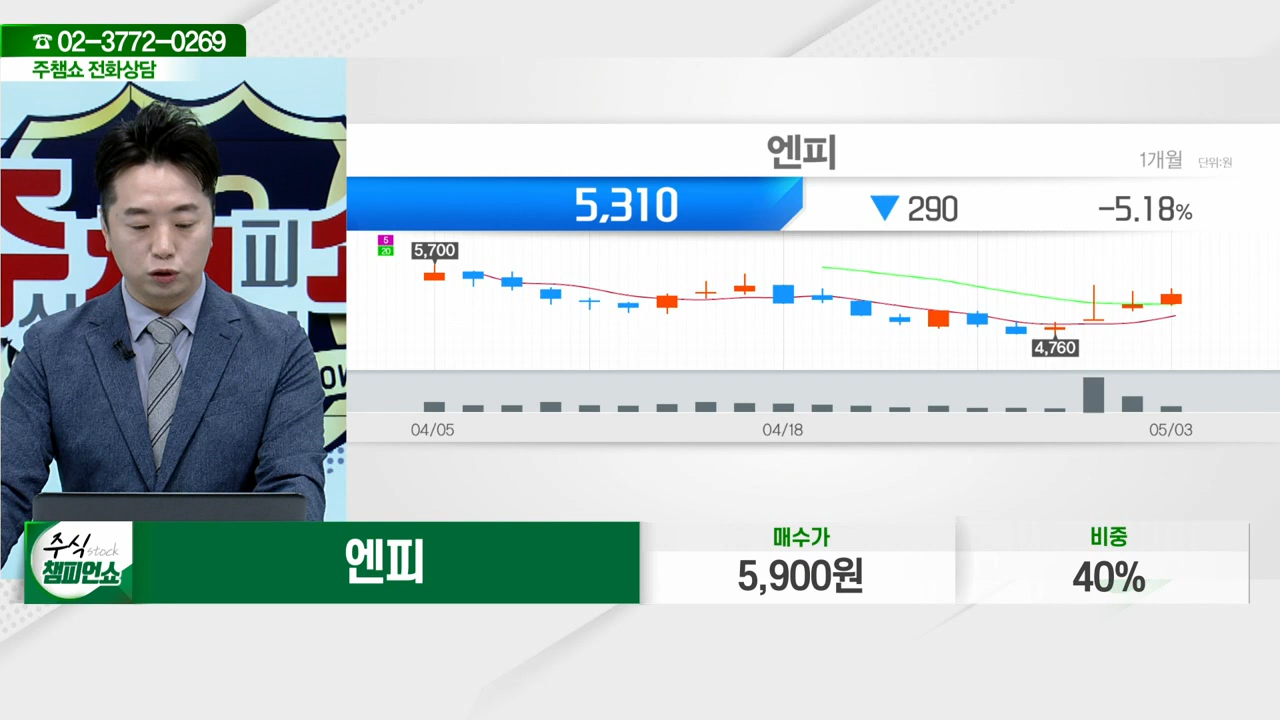 ☎ 02-3772-0269
주챔쇼 전화상담
피
엔피
1개월 단위:원
5,310 ▼ 290 -5.18%
5
20
5,700
4,760
04/05 04/18 05/03
주식 stock
챔피언쇼
엔피
매수가
5,900원
비중
40%